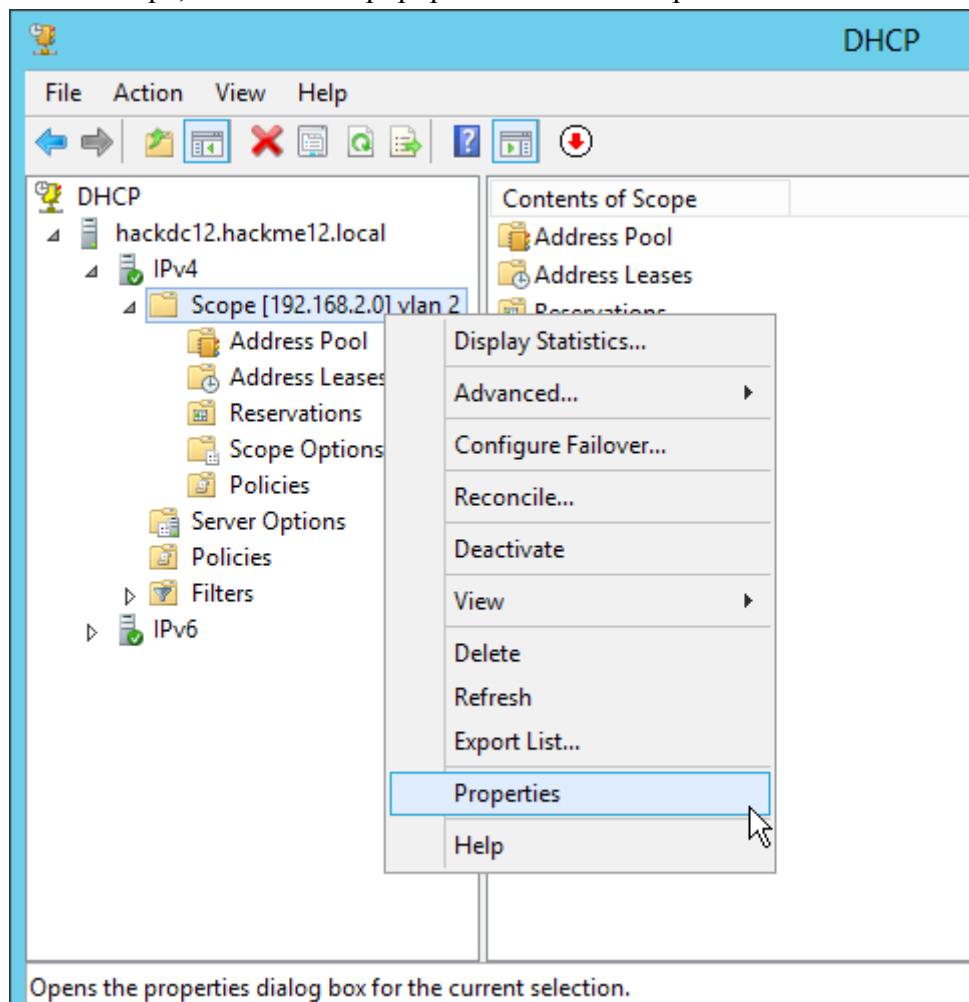 DHCP
File Action View Help
DHCP
hackdc12.hackme12.local
IPv4
Scope [192.168.2.0] vlan 2
Address Pool
Address Leases
Reservations
Scope Options
Policies
Server Options
Policies
Filters
IPv6
Contents of Scope
Address Pool
Address Leases
Reservations
Display Statistics...
Advanced...
Configure Failover...
Reconcile...
Deactivate
View
Delete
Refresh
Export List...
Properties
Help
Opens the properties dialog box for the current selection.